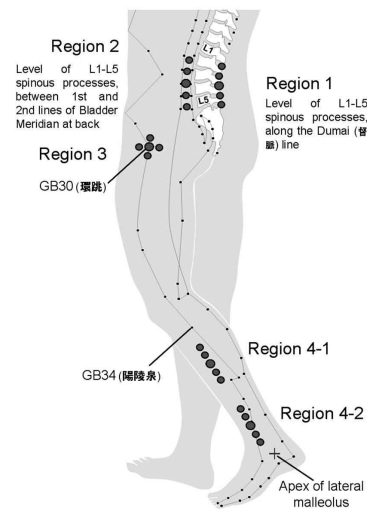 Region 2
Level of L1-L5
spinous processes,
between 1st and
2nd lines of Bladder
Meridian at back
L1
L5
Region 1
Level of L1-L5
spinous processes,
along the Dumai (督
脈) line
Region 3
GB30 (環跳)
GB34 (陽陵泉)
Region 4-1
Region 4-2
Apex of lateral
malleolus